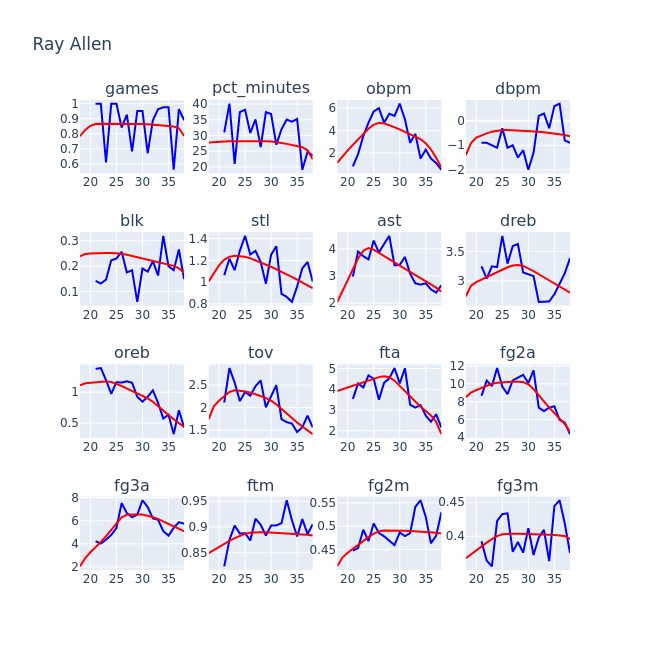 Ray Allen
games pct_minutes obpm dbpm
1 0.9 0.8 0.7 0.6 40 35 30 25 20 6 4 2 0 −1 −2
20 25 30 35 20 25 30 35 20 25 30 35 20 25 30 35
blk stl ast dreb
0.3 0.2 0.1 1.4 1.2 1 0.8 4 3 2 3.5 3
20 25 30 35 20 25 30 35 20 25 30 35 20 25 30 35
oreb tov fta fg2a
1 0.5 2.5 2 1.5 5 4 3 2 12 10 8 6 4
20 25 30 35 20 25 30 35 20 25 30 35 20 25 30 35
fg3a ftm fg2m fg3m
8 6 4 2 0.95 0.9 0.85 0.55 0.5 0.45 0.45 0.4
20 25 30 35 20 25 30 35 20 25 30 35 20 25 30 35